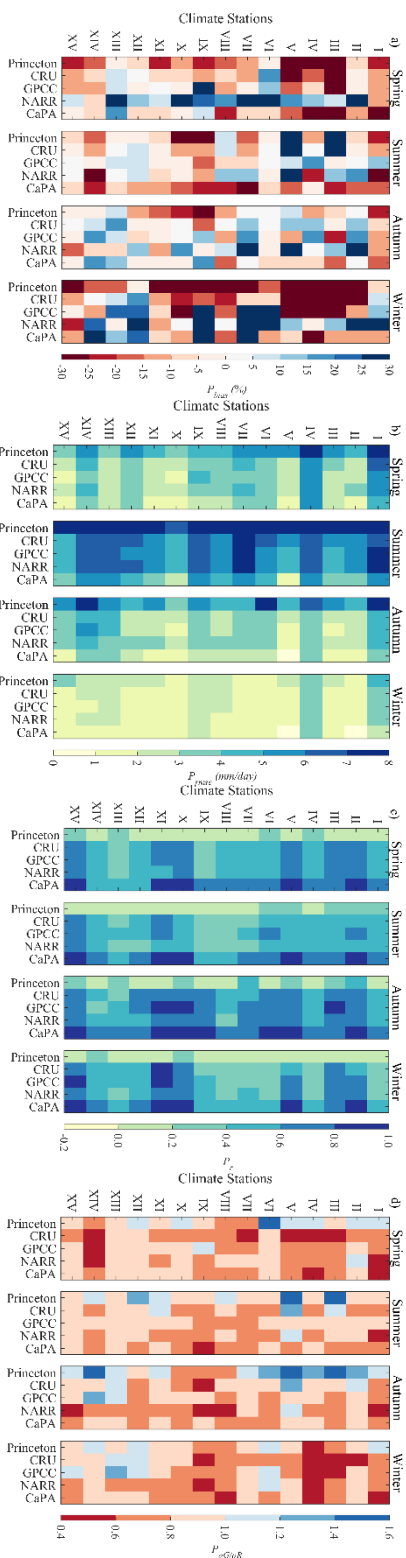 a)
Climate Stations
XV XIV XIII XII XI X IX VIII VII VI V IV III II I
Spring
Princeton
CRU
GPCC
NARR
CaPA
Summer
Princeton
CRU
GPCC
NARR
CaPA
Autumn
Princeton
CRU
GPCC
NARR
CaPA
Winter
Princeton
CRU
GPCC
NARR
CaPA
-30 -25 -20 -15 -10 -5 0 5 10 15 20 25 30
Pbias (%)
b)
Climate Stations
XV XIV XIII XII XI X IX VIII VII VI V IV III II I
Spring
Princeton
CRU
GPCC
NARR
CaPA
Summer
Princeton
CRU
GPCC
NARR
CaPA
Autumn
Princeton
CRU
GPCC
NARR
CaPA
Winter
Princeton
CRU
GPCC
NARR
CaPA
0 1 2 3 4 5 6 7 8
Prmse (mm/day)
c)
Climate Stations
XV XIV XIII XII XI X IX VIII VII VI V IV III II I
Spring
Princeton
CRU
GPCC
NARR
CaPA
Summer
Princeton
CRU
GPCC
NARR
CaPA
Autumn
Princeton
CRU
GPCC
NARR
CaPA
Winter
Princeton
CRU
GPCC
NARR
CaPA
-0.2 0.0 0.2 0.4 0.6 0.8 1.0
Pr
d)
Climate Stations
XV XIV XIII XII XI X IX VIII VII VI V IV III II I
Spring
Princeton
CRU
GPCC
NARR
CaPA
Summer
Princeton
CRU
GPCC
NARR
CaPA
Autumn
Princeton
CRU
GPCC
NARR
CaPA
Winter
Princeton
CRU
GPCC
NARR
CaPA
0.4 0.6 0.8 1.0 1.2 1.4 1.6
PσG/σR